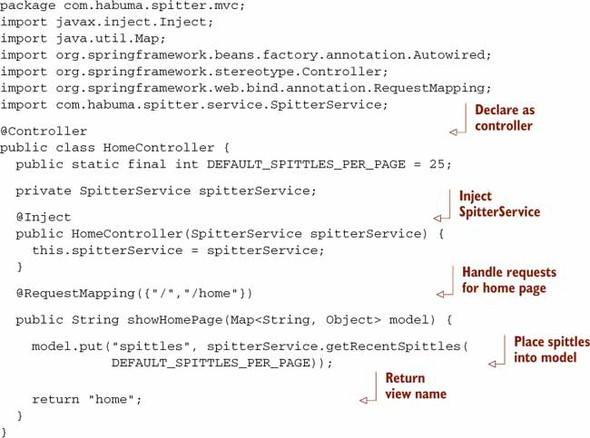 package com.habuma.spitter.mvc;
import javax.inject.Inject;
import java.util.Map;
import org.springframework.beans.factory.annotation.Autowired;
import org.springframework.stereotype.Controller;
import org.springframework.web.bind.annotation.RequestMapping;
import com.habuma.spitter.service.SpitterService;
Declare as
controller
@Controller
public class HomeController {
public static final int DEFAULT_SPITTLES_PER_PAGE = 25;
private SpitterService spitterService;
Inject
SpitterService
@Inject
public HomeController(SpitterService spitterService) {
this.spitterService = spitterService;
}
Handle requests
for home page
@RequestMapping({"/","/home"})
public String showHomePage(Map<String, Object> model) {
Place spittles
into model
model.put("spittles", spitterService.getRecentSpittles(
DEFAULT_SPITTLES_PER_PAGE));
Return
view name
return "home";
}
}